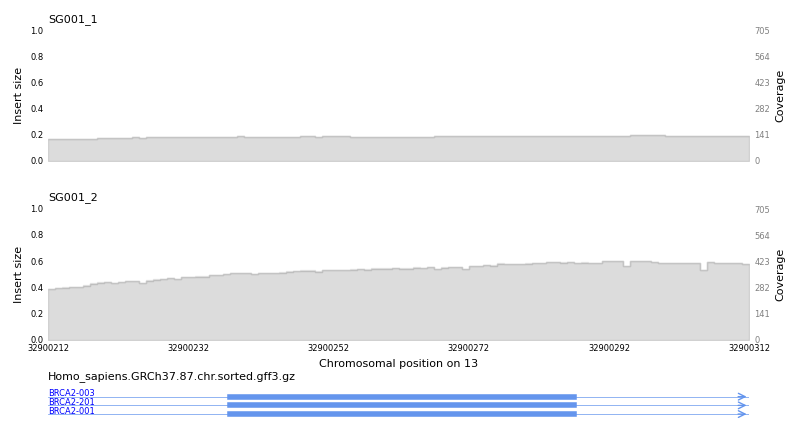 SG001_1
1.0 705
0.8 564
0.6 423
0.4 282
0.2 141
0.0 0
Insert size
Coverage
SG001_2
1.0 705
0.8 564
0.6 423
0.4 282
0.2 141
0.0 0
Insert size
Coverage
32900212 32900232 32900252 32900272 32900292 32900312
Chromosomal position on 13
Homo_sapiens.GRCh37.87.chr.sorted.gff3.gz
BRCA2-003
BRCA2-201
BRCA2-001